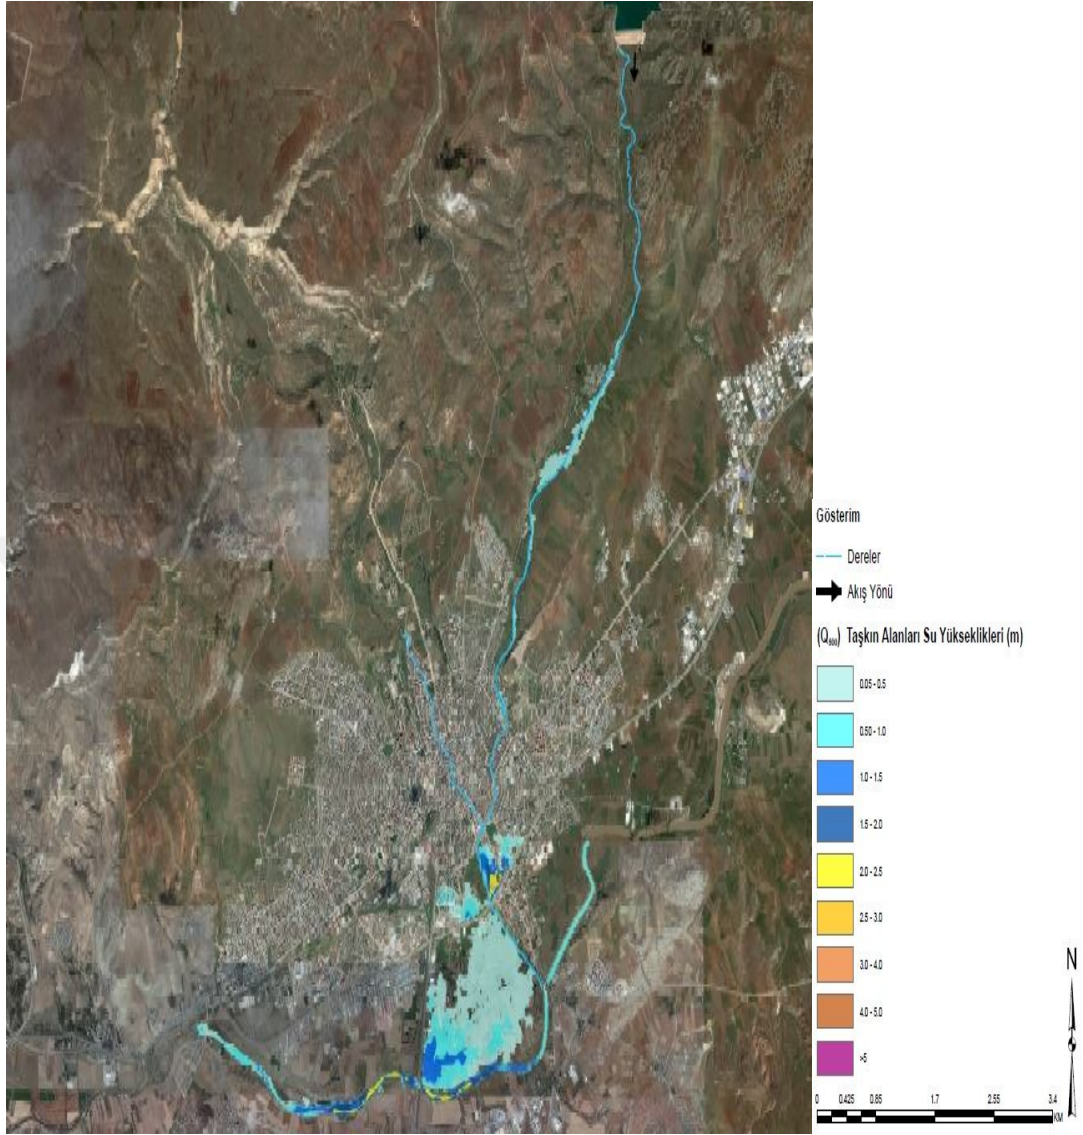 Gösterim
Dereler
Akış Yönü
(Q₅₀₀) Taşkın Alanları Su Yükseklikleri (m)
0.05 - 0.5
0.50 - 1.0
1.0 - 1.5
1.5 - 2.0
2.0 - 2.5
2.5 - 3.0
3.0 - 4.0
4.0 - 5.0
>5
N
0 0.425 0.85 1.7 2.55 3.4
KM